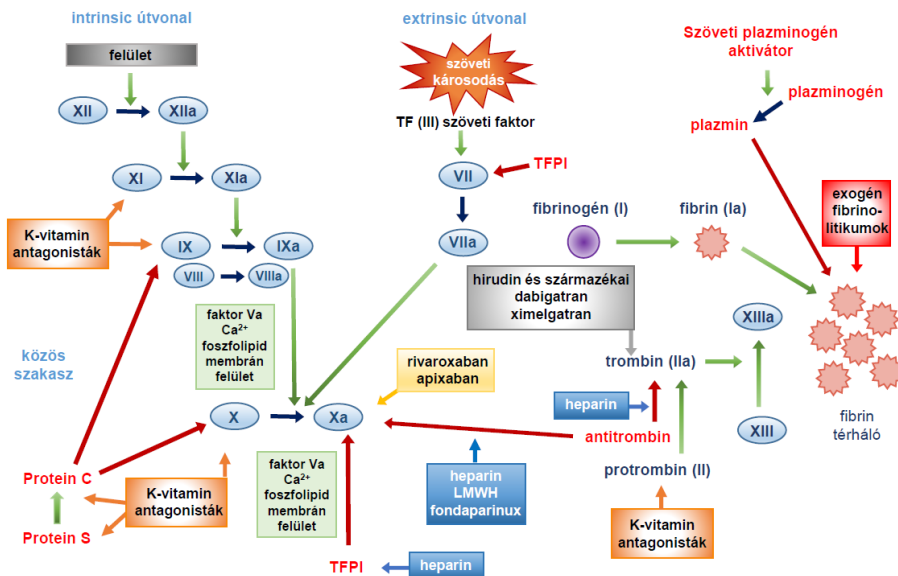 intrinsic útvonal
extrinsic útvonal
felület
szöveti
károsodás
TF (III) szöveti faktor
Szöveti plazminogén
aktivátor
plazminogén
plazmin
XII
XIIa
XI
XIa
VII
TFPI
K-vitamin
antagonisták
IX
IXa
VIII
VIIIa
VIIa
fibrinogén (I)
fibrin (Ia)
exogén
fibrino-
litikumok
hirudin és származékai
dabigatran
ximelgatran
XIIIa
faktor Va
Ca²⁺
foszfolipid
membrán
felület
közös
szakasz
rivaroxaban
apixaban
trombin (IIa)
heparin
X
Xa
antitrombin
XIII
fibrin
térháló
Protein C
Protein S
K-vitamin
antagonisták
faktor Va
Ca²⁺
foszfolipid
membrán
felület
heparin
LMWH
fondaparinux
protrombin (II)
K-vitamin
antagonisták
TFPI
heparin